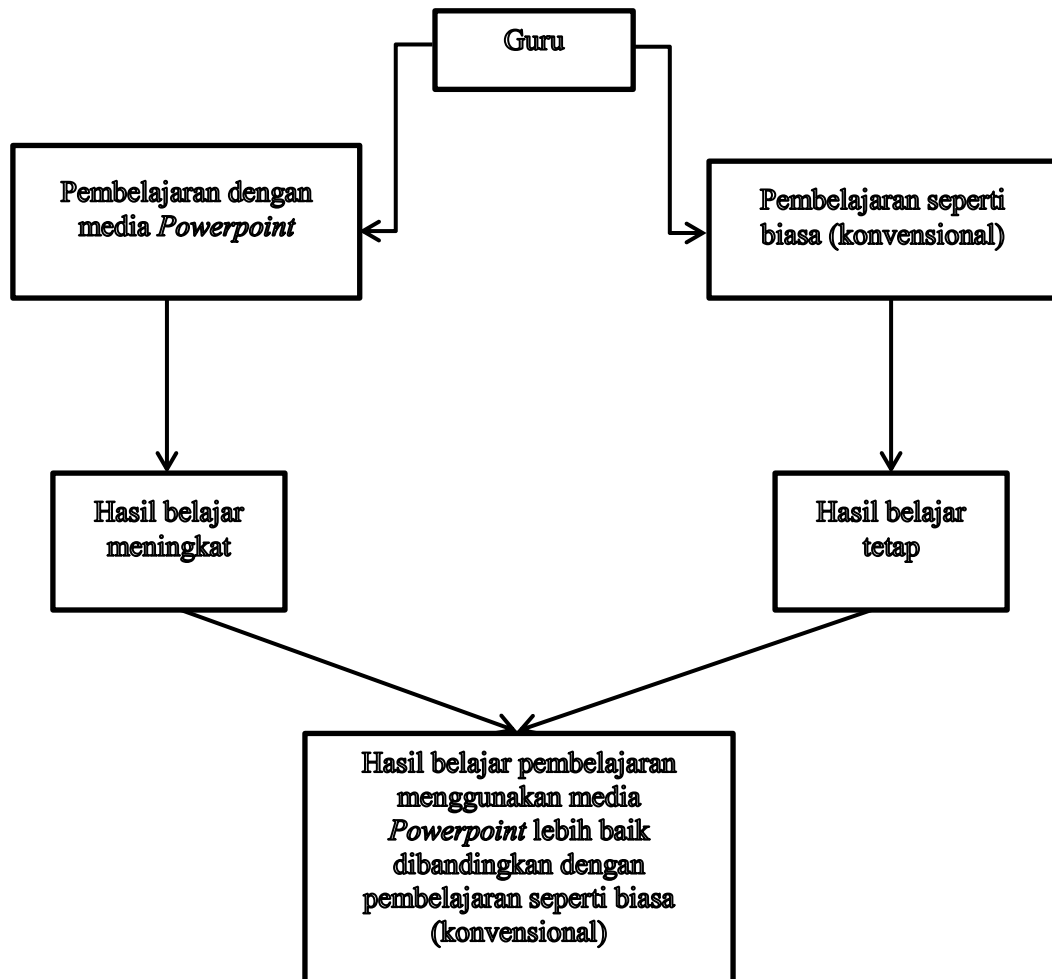 Guru
Pembelajaran dengan
media Powerpoint
Pembelajaran seperti
biasa (konvensional)
Hasil belajar
meningkat
Hasil belajar
tetap
Hasil belajar pembelajaran
menggunakan media
Powerpoint lebih baik
dibandingkan dengan
pembelajaran seperti biasa
(konvensional)